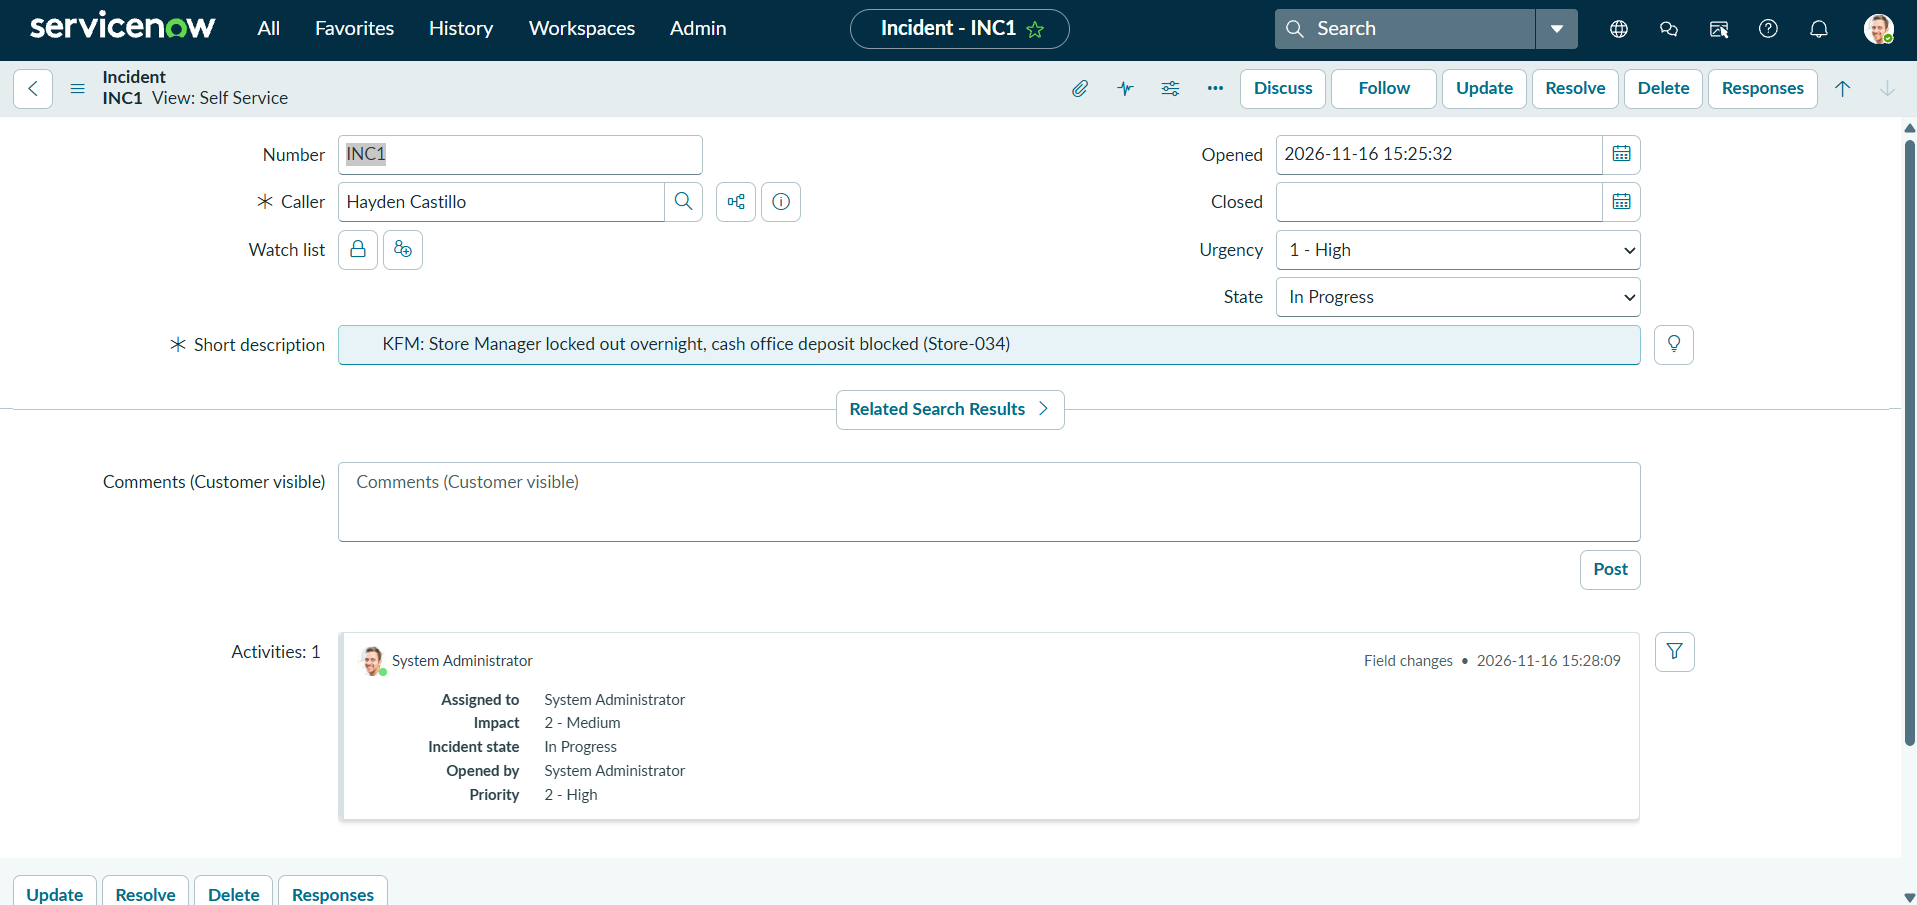 servicenow All Favorites History Workspaces Admin Incident - INC1 Search
Incident
INC1 View: Self Service
Discuss Follow Update Resolve Delete Responses
Number INC1
Opened 2026-11-16 15:25:32
Caller Hayden Castillo
Closed
Watch list
Urgency 1 - High
State In Progress
Short description KFM: Store Manager locked out overnight, cash office deposit blocked (Store-034)
Related Search Results
Comments (Customer visible) Comments (Customer visible)
Post
Activities: 1
System Administrator Field changes • 2026-11-16 15:28:09
Assigned to System Administrator
Impact 2 - Medium
Incident state In Progress
Opened by System Administrator
Priority 2 - High
Update Resolve Delete Responses